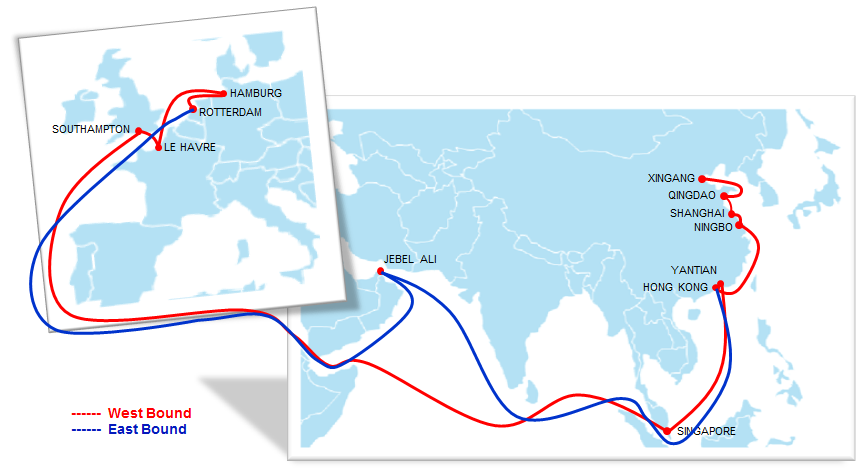 HAMBURG
ROTTERDAM
SOUTHAMPTON
LE HAVRE
XINGANG
QINGDAO
SHANGHAI
NINGBO
JEBEL ALI
YANTIAN
HONG KONG
SINGAPORE
------ West Bound
------ East Bound